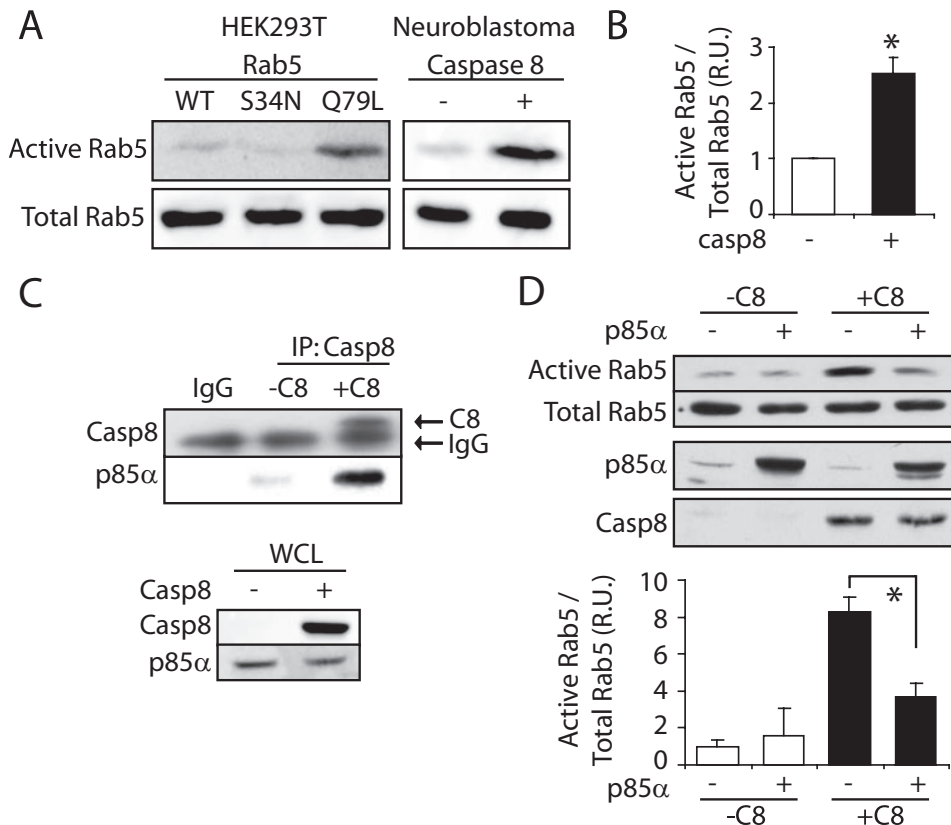 A
HEK293T
Neuroblastoma
Rab5
Caspase 8
WT S34N Q79L - +
Active Rab5
Total Rab5
B
Active Rab5 /
Total Rab5 (R.U.)
3
2
1
0
*
casp8 - +
C
IP: Casp8
IgG -C8 +C8
Casp8
C8
IgG
p85α
WCL
Casp8 - +
Casp8
p85α
D
-C8 +C8
p85α - + - +
Active Rab5
Total Rab5
p85α
Casp8
Active Rab5 /
Total Rab5 (R.U.)
10
8
6
4
2
0
*
p85α - + - +
-C8 +C8